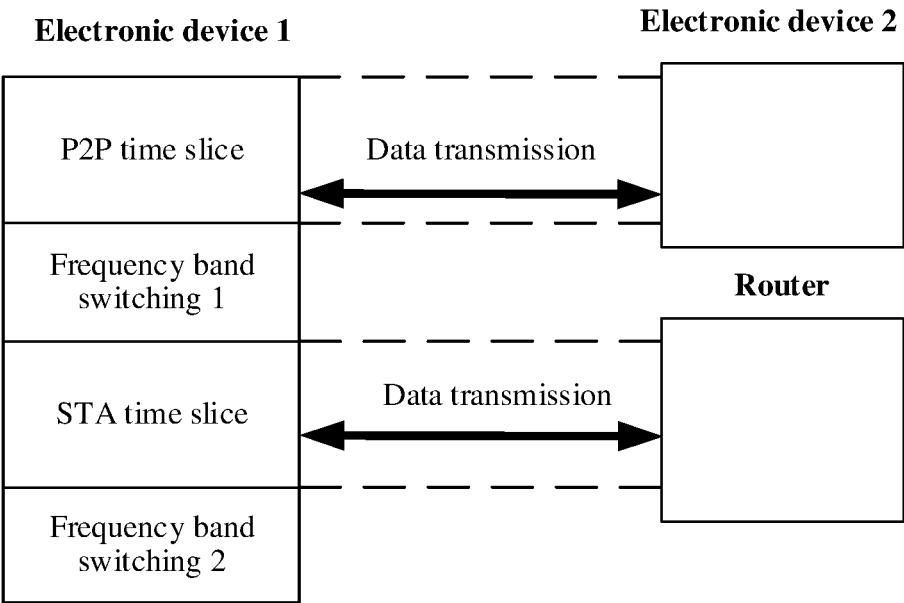 Electronic device 1
Electronic device 2
P2P time slice
Data transmission
Frequency band
switching 1
Router
STA time slice
Data transmission
Frequency band
switching 2